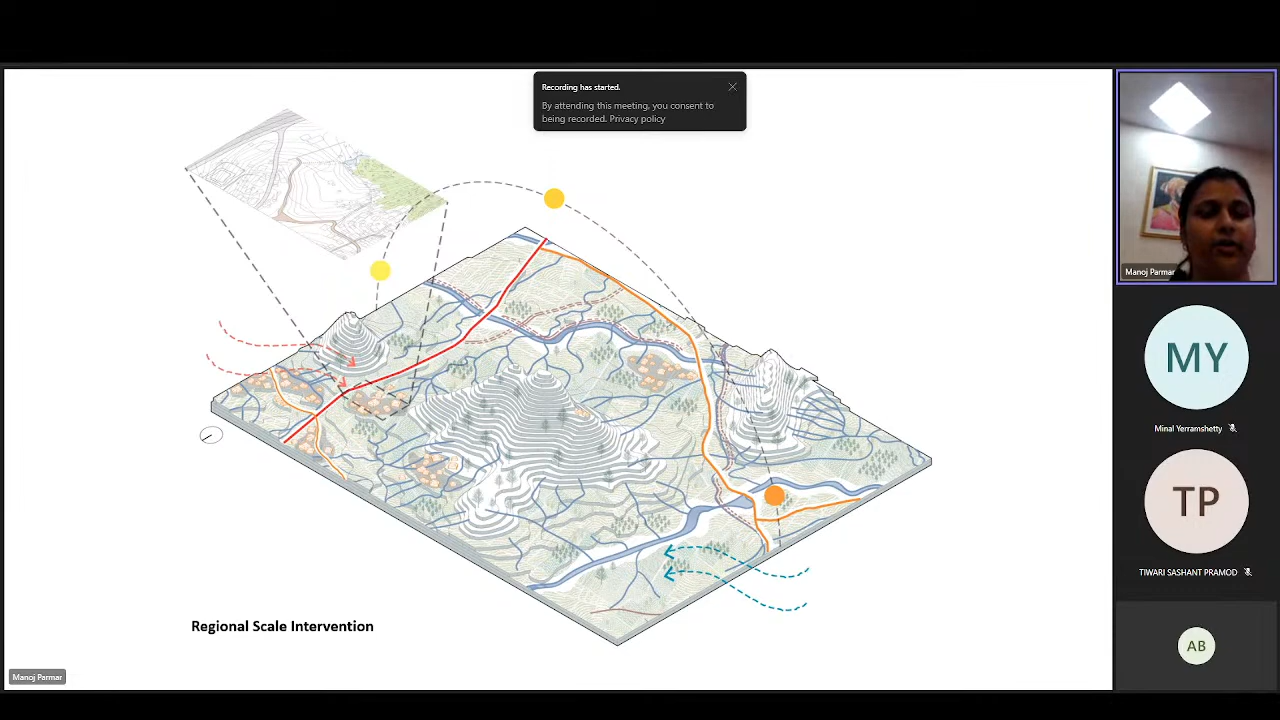 Recording has started.
By attending this meeting, you consent to
being recorded. Privacy policy
Manoj Parmar
MY
Minal Yerramshetty
TP
TIWARI SASHANT PRAMOD
AB
Regional Scale Intervention
Manoj Parmar